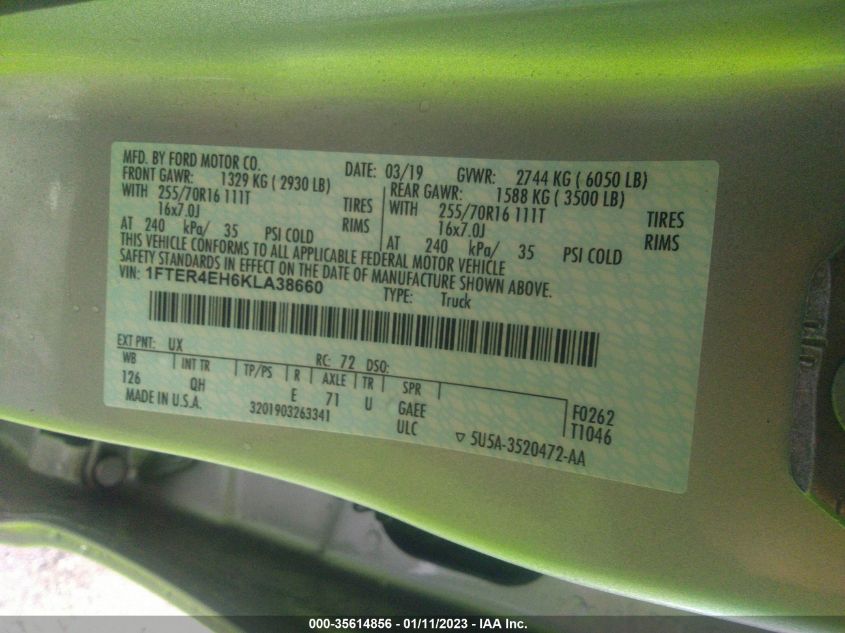 MFD. BY FORD MOTOR CO.
DATE: 03/19 GVWR: 2744 KG ( 6050 LB)
FRONT GAWR: 1329 KG ( 2930 LB) REAR GAWR: 1588 KG ( 3500 LB)
WITH 255/70R16 111T TIRES WITH 255/70R16 111T TIRES
16x7.0J RIMS 16x7.0J RIMS
AT 240 kPa/ 35 PSI COLD AT 240 kPa/ 35 PSI COLD
THIS VEHICLE CONFORMS TO ALL APPLICABLE FEDERAL MOTOR VEHICLE
SAFETY STANDARDS IN EFFECT ON THE DATE OF MANUFACTURE SHOWN ABOVE.
VIN: 1FTER4EH6KLA38660
TYPE: Truck
EXT PNT: UX RC: 72 DSO:
WB INT TR TP/PS R AXLE TR SPR
126 QH E 71 U GAEE F0262
MADE IN U.S.A. 3201903263341 ULC T1046
▽ 5U5A-3520472-AA
000-35614856 - 01/11/2023 - IAA Inc.